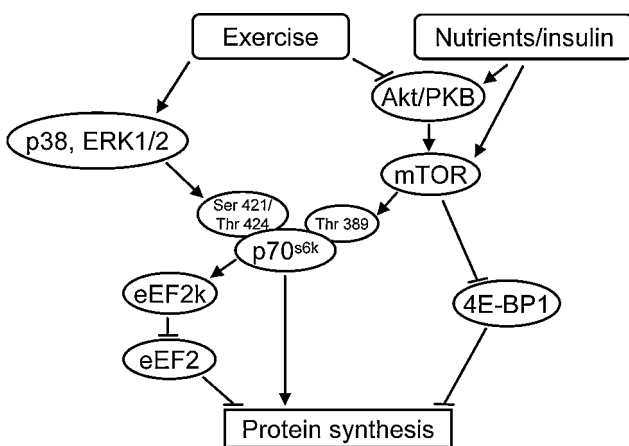 Exercise
Nutrients/insulin
Akt/PKB
p38, ERK1/2
mTOR
Ser 421/
Thr 424
Thr 389
p70s6k
eEF2k
4E-BP1
eEF2
Protein synthesis